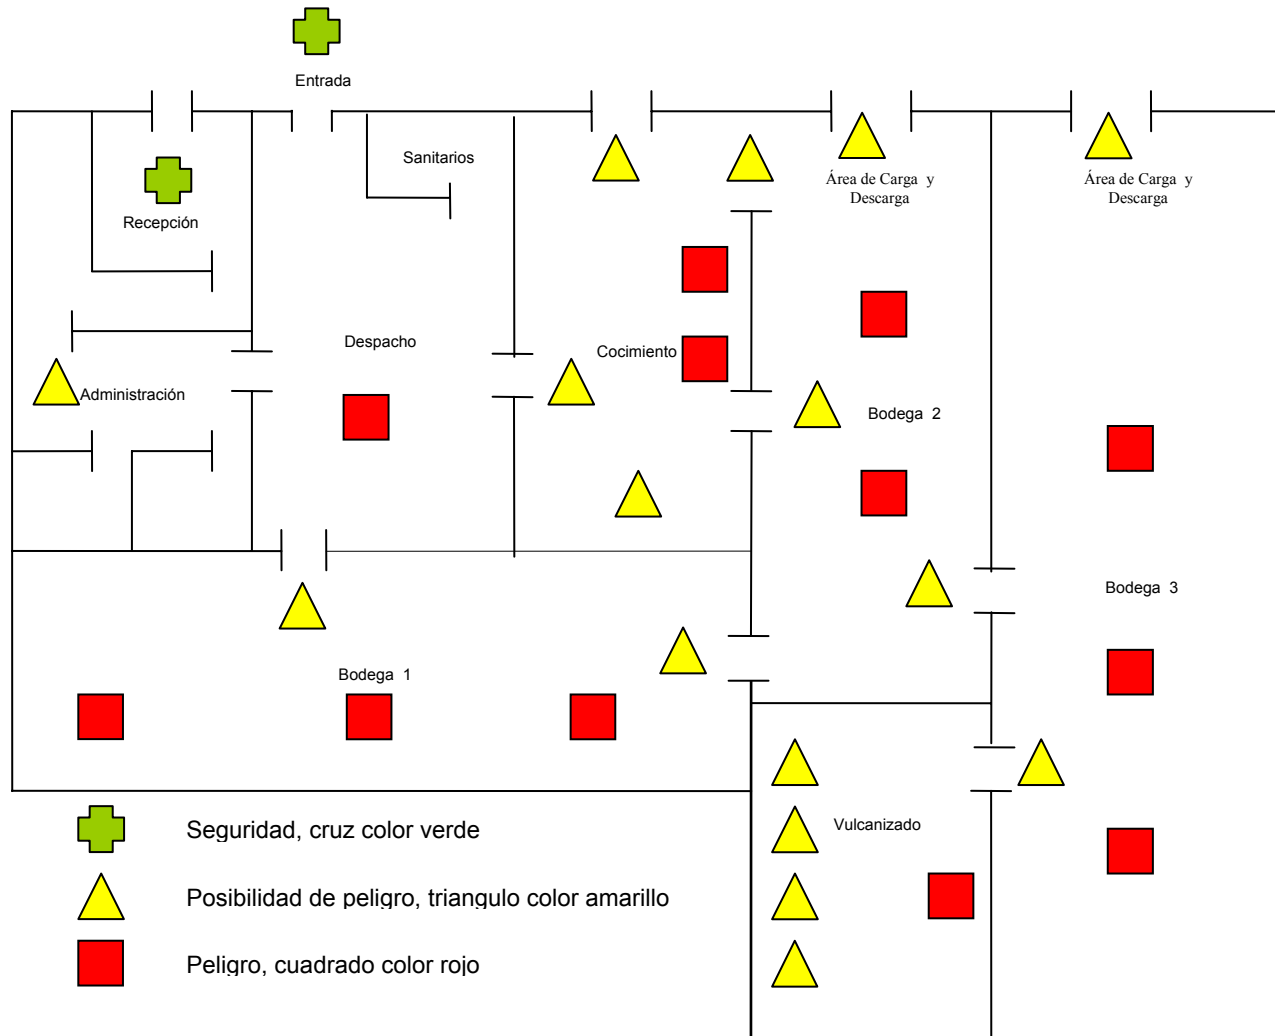 Entrada
Sanitarios
Área de Carga y
Descarga
Área de Carga y
Descarga
Recepción
Despacho
Cocimiento
Administración
Bodega 2
Bodega 3
Bodega 1
Vulcanizado
Seguridad, cruz color verde
Posibilidad de peligro, triangulo color amarillo
Peligro, cuadrado color rojo